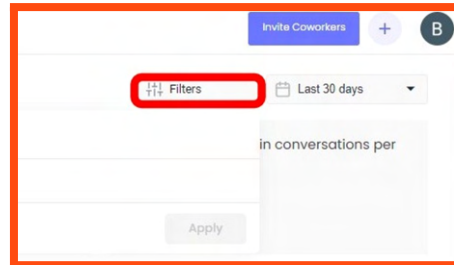 Invite Coworkers + B
Filters Last 30 days
in conversations per
Apply